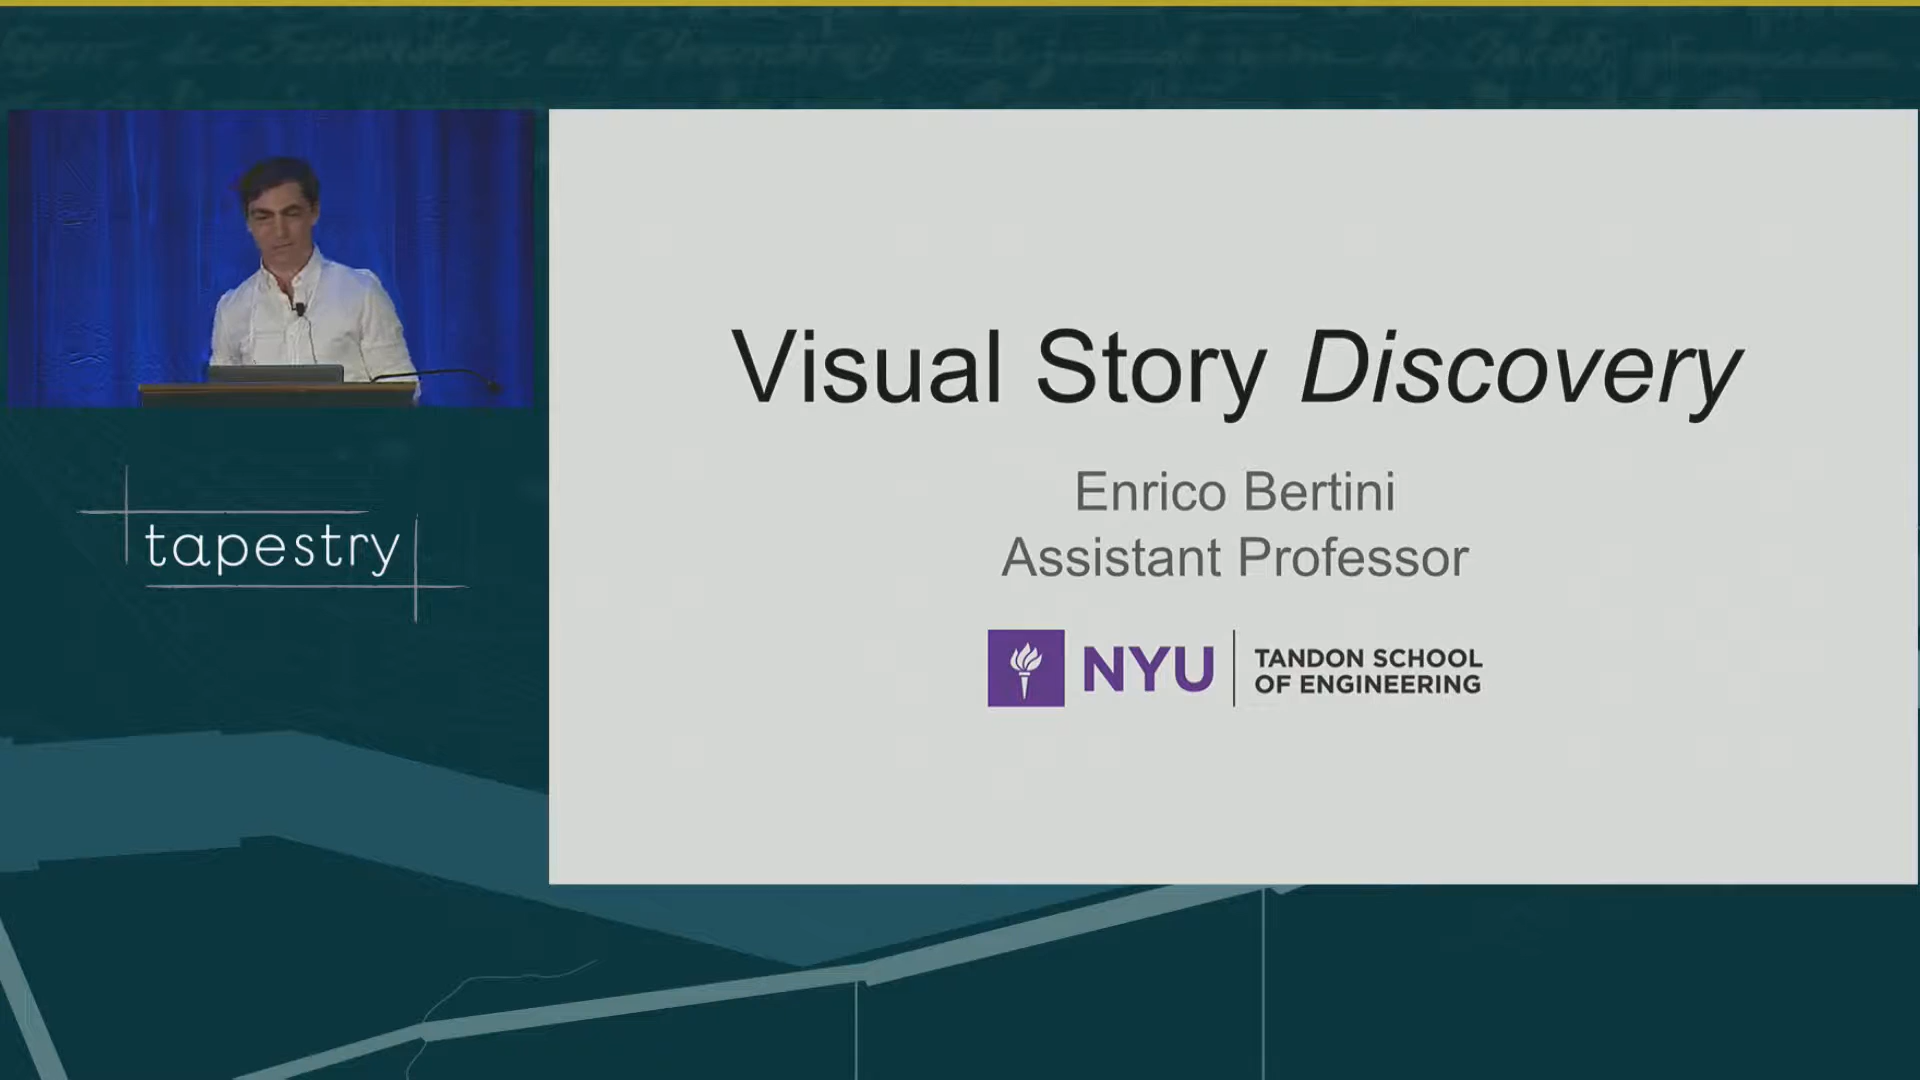 tapestry
Visual Story Discovery
Enrico Bertini
Assistant Professor
NYU
TANDON SCHOOL
OF ENGINEERING